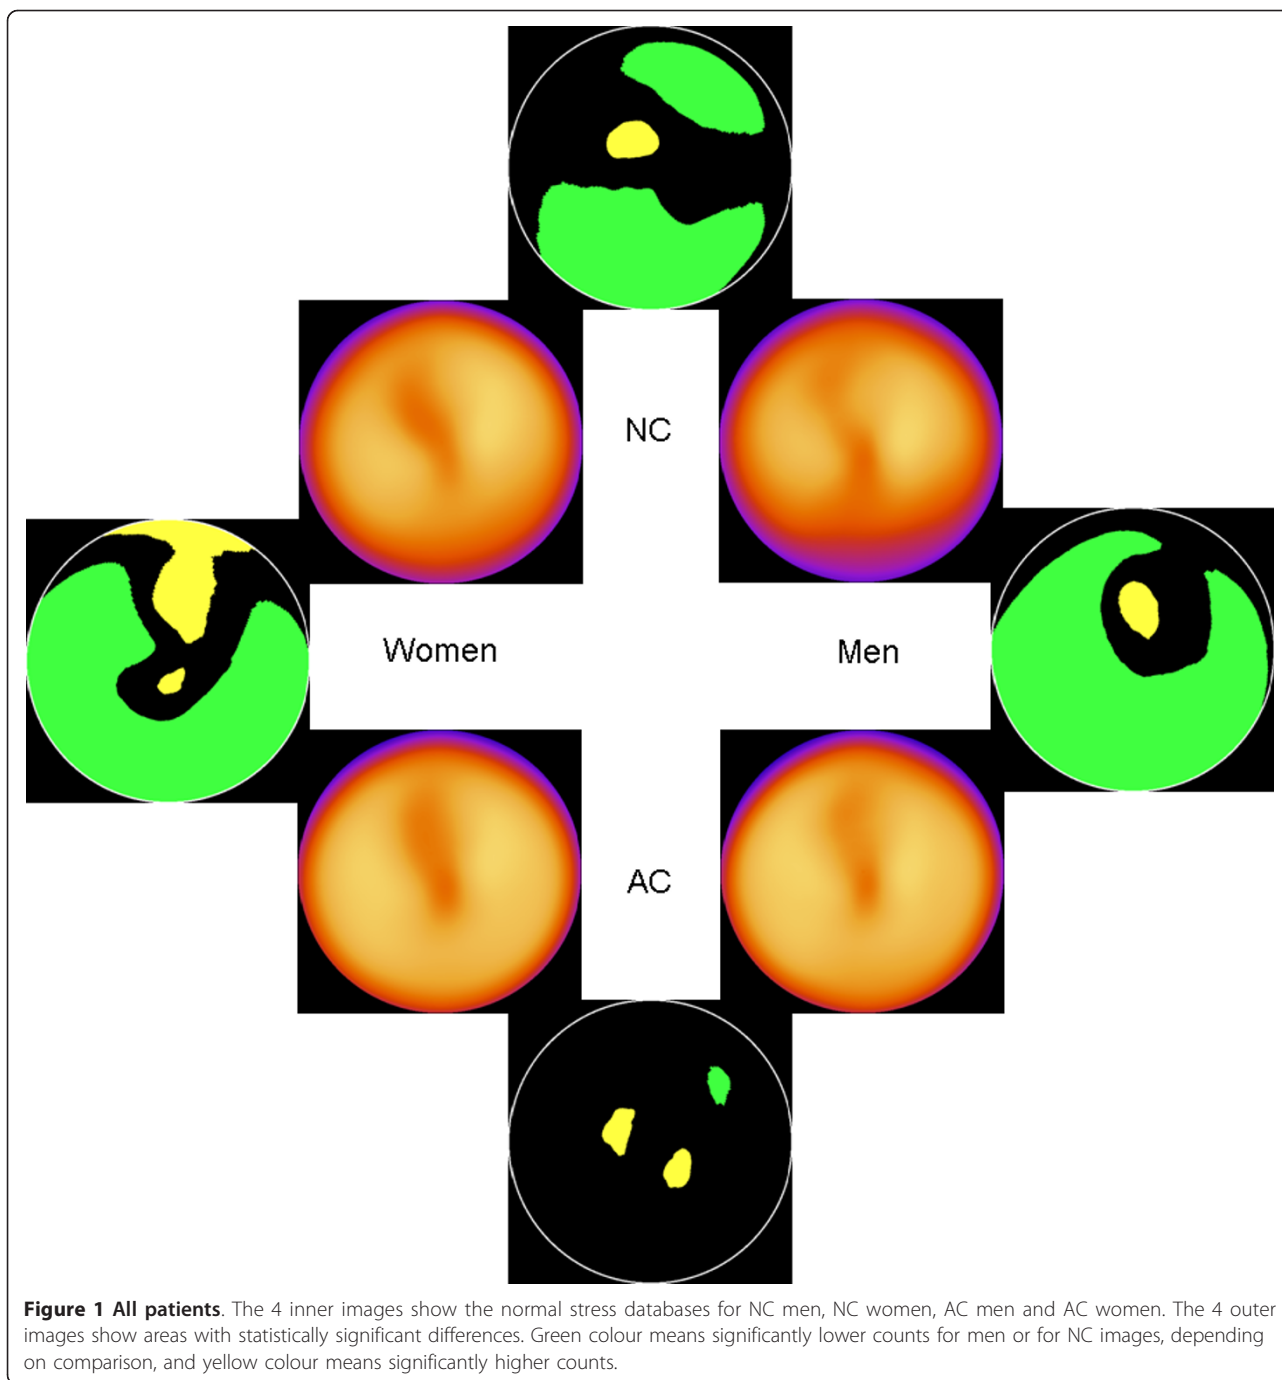 NC
Women
Men
AC
Figure 1 All patients. The 4 inner images show the normal stress databases for NC men, NC women, AC men and AC women. The 4 outer
images show areas with statistically significant differences. Green colour means significantly lower counts for men or for NC images, depending
on comparison, and yellow colour means significantly higher counts.